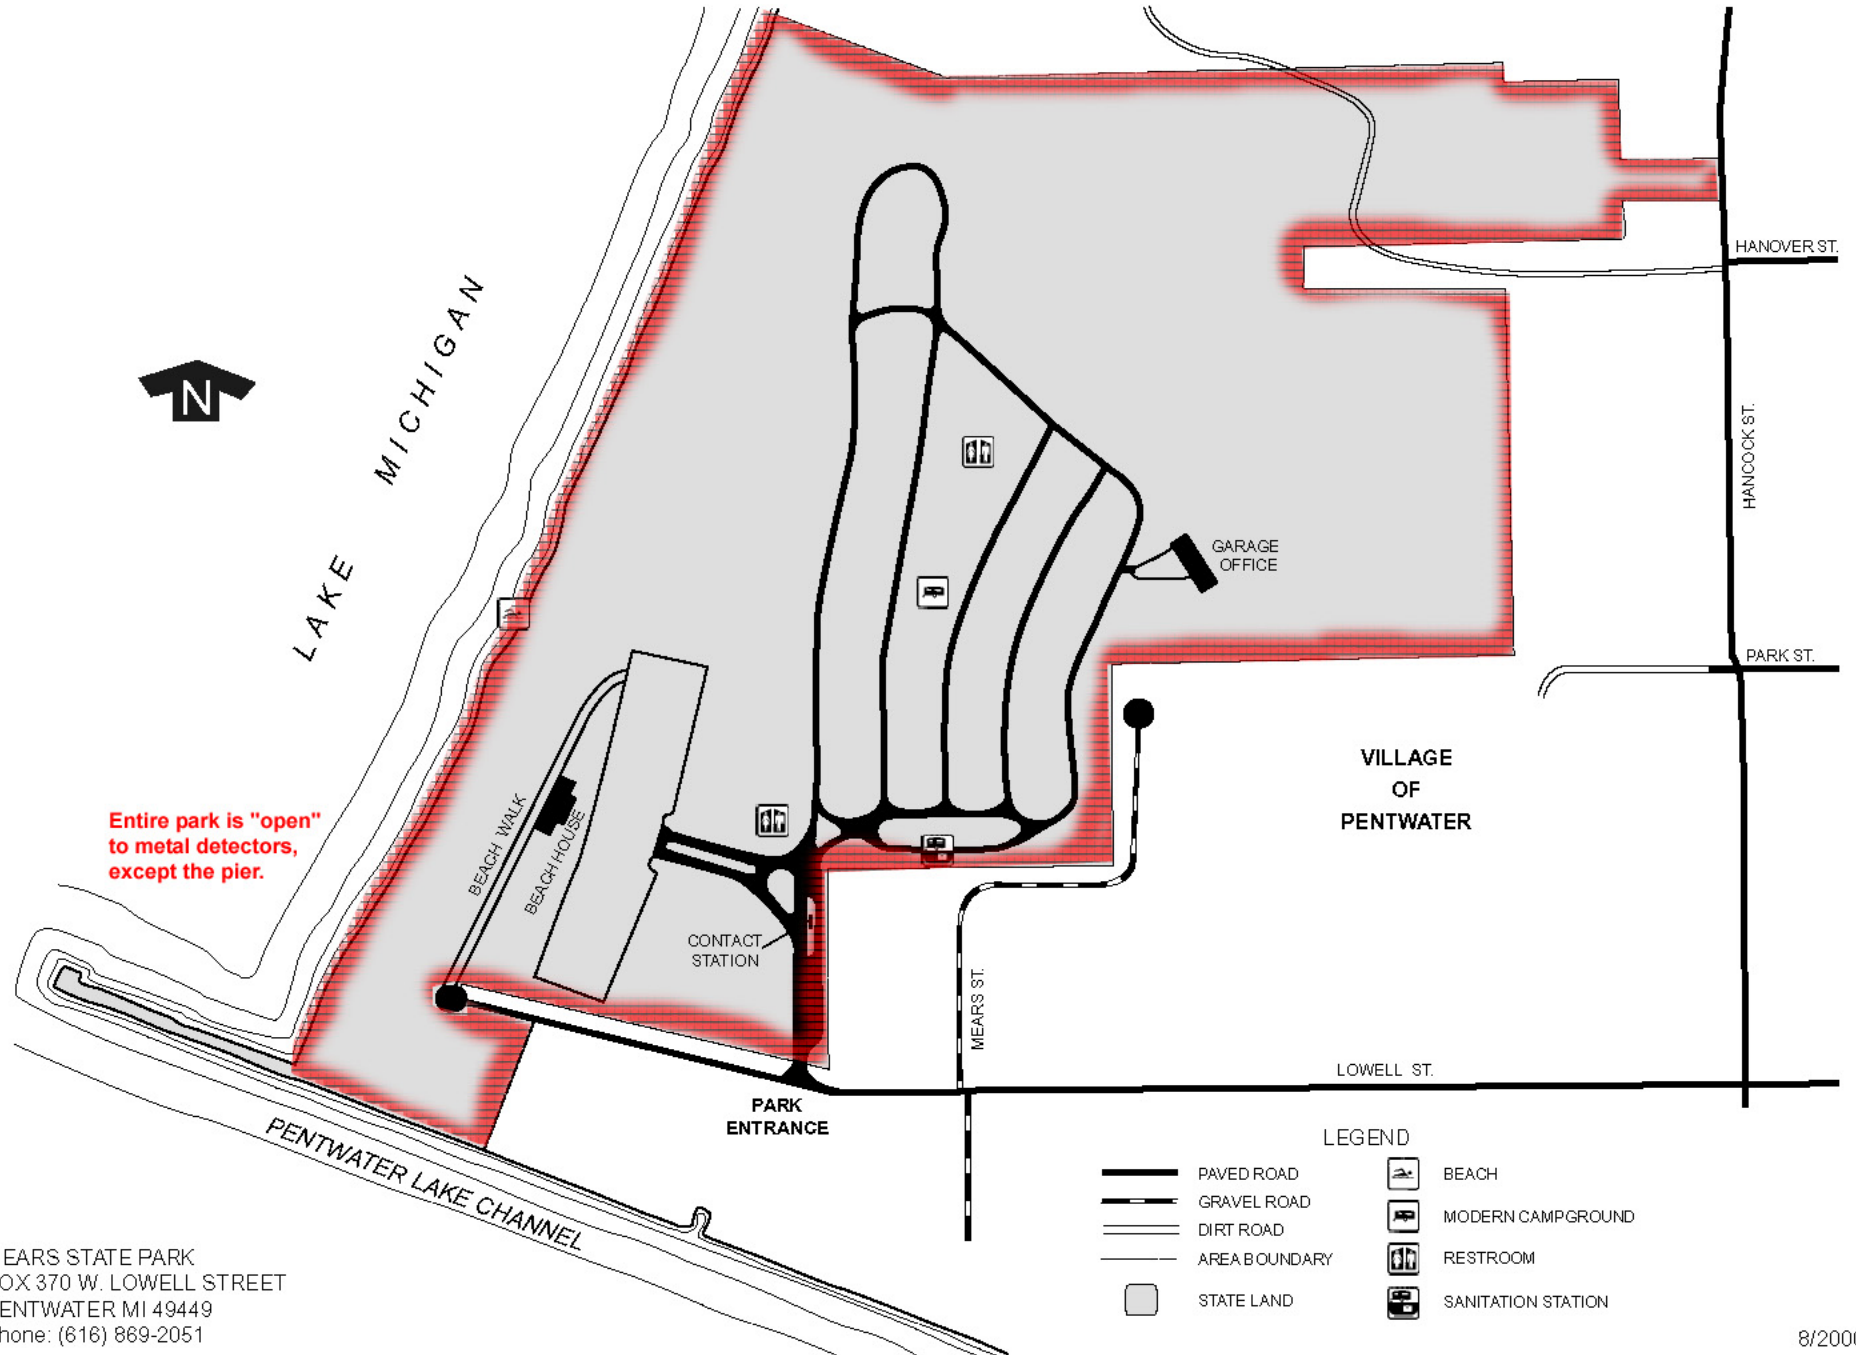 HANOVER ST.
N
LAKE MICHIGAN
HANCOCK ST.
GARAGE
OFFICE
PARK ST.
VILLAGE
OF
PENTWATER
Entire park is "open"
to metal detectors,
except the pier.
BEACH WALK
BEACH HOUSE
CONTACT
STATION
MEARS ST.
LOWELL ST.
PARK
ENTRANCE
PENTWATER LAKE CHANNEL
LEGEND
PAVED ROAD
GRAVEL ROAD
DIRT ROAD
AREA BOUNDARY
STATE LAND
BEACH
MODERN CAMPGROUND
RESTROOM
SANITATION STATION
EARS STATE PARK
OX 370 W. LOWELL STREET
ENTWATER MI 49449
hone: (616) 869-2051
8/200